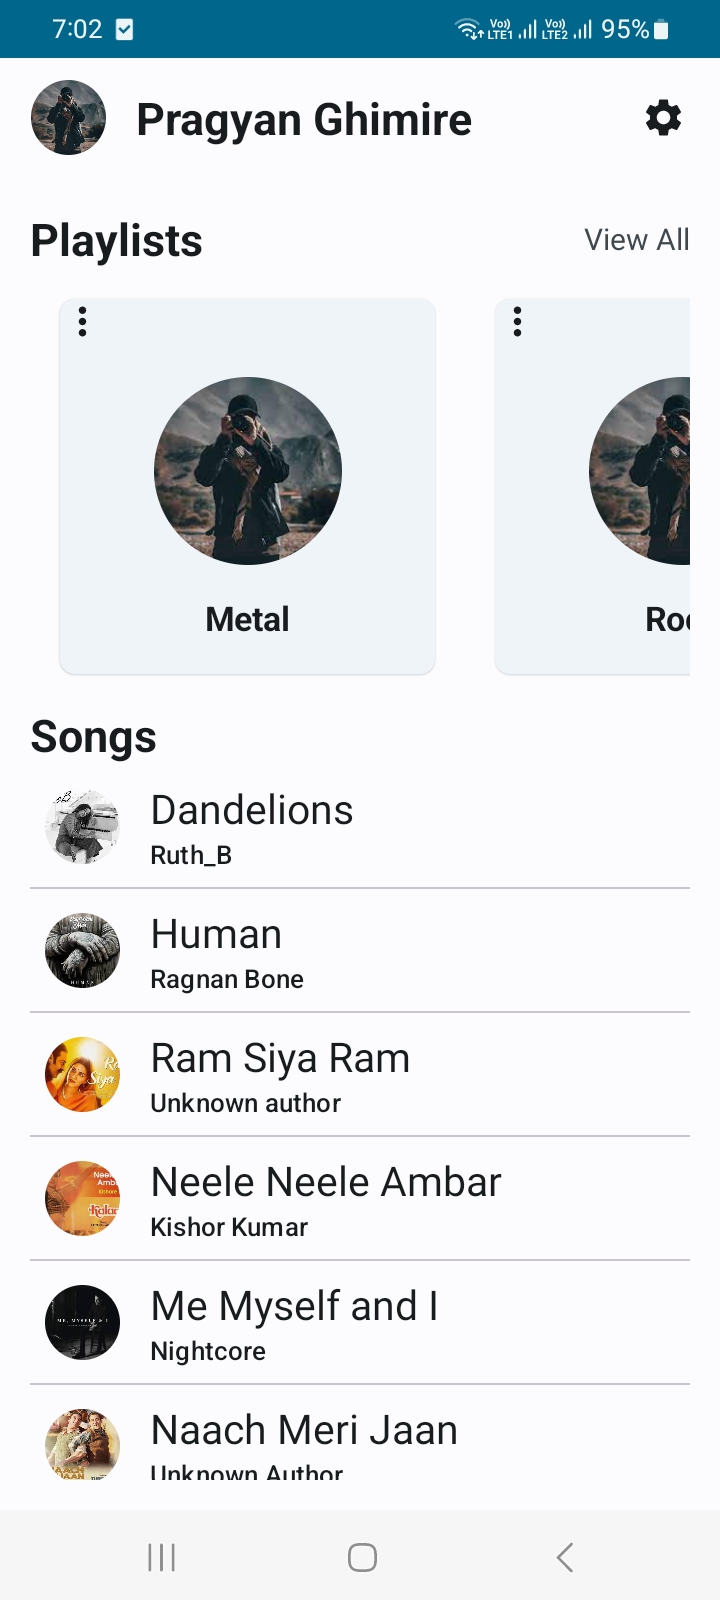 7:02 Vo)) LTE1 Vo)) LTE2 95%
Pragyan Ghimire
Playlists View All
Metal
Songs
Dandelions
Ruth_B
Human
Ragnan Bone
Ram Siya Ram
Unknown author
Neele Neele Ambar
Kishor Kumar
Me Myself and I
Nightcore
Naach Meri Jaan
Unknown Author